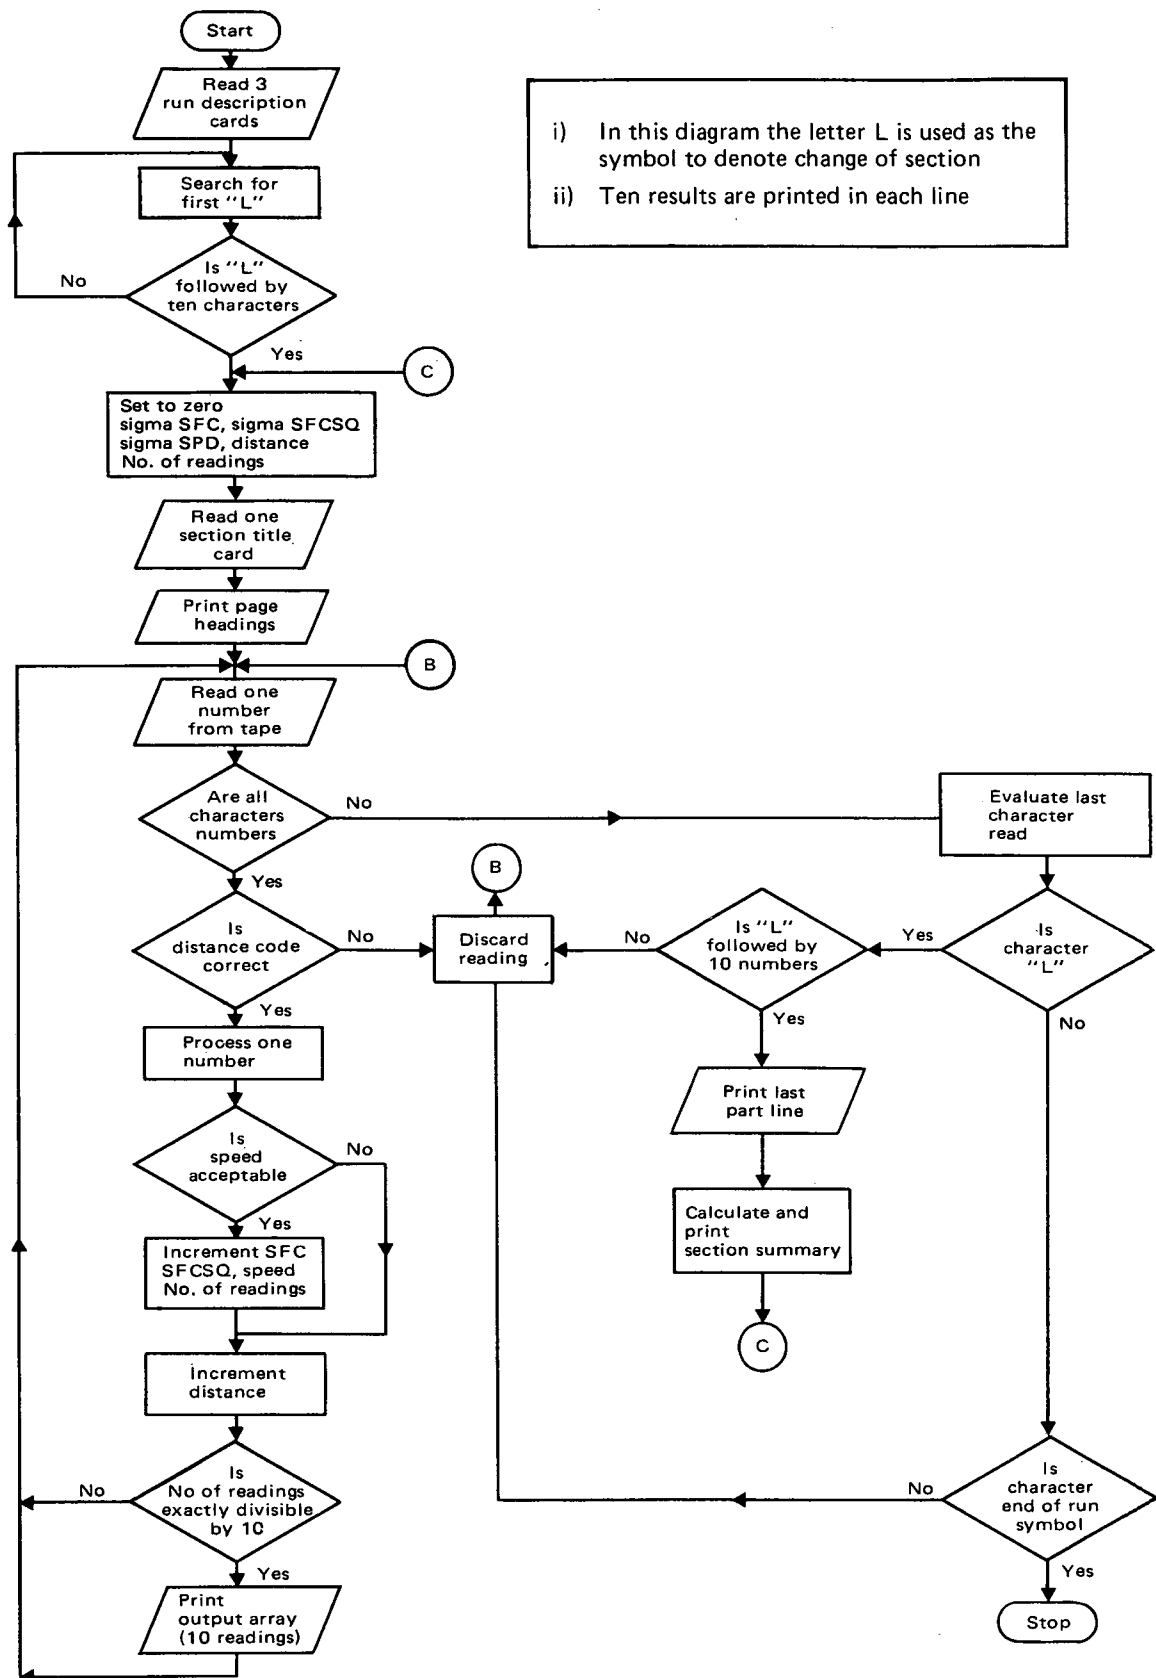 Start
Read 3
run description
cards
i) In this diagram the letter L is used as the
symbol to denote change of section
ii) Ten results are printed in each line
Search for
first "L"
Is "L"
followed by
ten characters
No
Yes
C
Set to zero
sigma SFC, sigma SFCSQ
sigma SPD, distance
No. of readings
Read one
section title
card
Print page
headings
B
Read one
number
from tape
Are all
characters
numbers
No
Yes
Evaluate last
character
read
B
Is
distance code
correct
No
Yes
Discard
reading
No
Is "L"
followed by
10 numbers
Yes
Yes
Is
character
"L"
No
Process one
number
Print last
part line
Is
speed
acceptable
No
Yes
Calculate and
print
section summary
Increment SFC
SFCSQ, speed
No. of readings
C
Increment
distance
Is
No of readings
exactly divisible
by 10
No
Yes
No
Is
character
end of run
symbol
Yes
Print
output array
(10 readings)
Stop